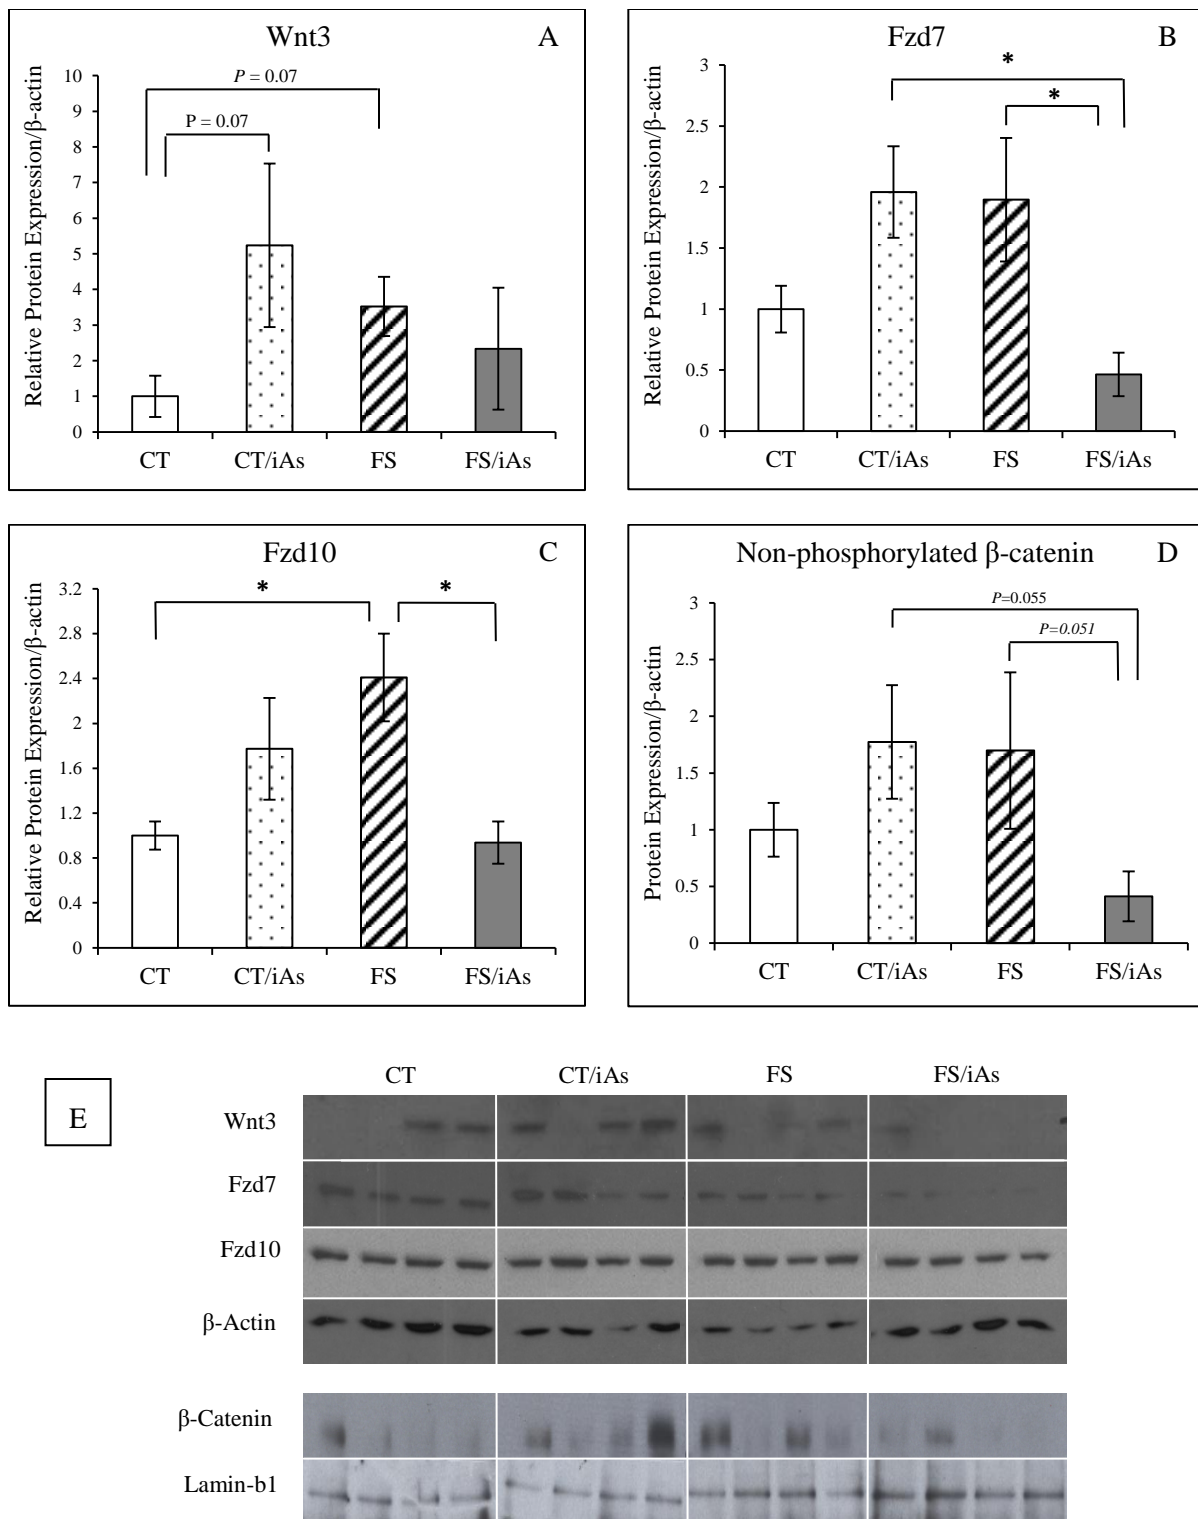 Wnt3
A
Relative Protein Expression/β-actin
10
9
8
7
6
5
4
3
2
1
0
P = 0.07
P = 0.07
CT
CT/iAs
FS
FS/iAs
Fzd7
B
Relative Protein Expression/β-actin
3
2.5
2
1.5
1
0.5
0
*
*
CT
CT/iAs
FS
FS/iAs
Fzd10
C
Relative Protein Expression/β-actin
3.2
2.8
2.4
2
1.6
1.2
0.8
0.4
0
*
*
CT
CT/iAs
FS
FS/iAs
Non-phosphorylated β-catenin
D
Protein Expression/β-actin
3
2.5
2
1.5
1
0.5
0
P=0.055
P=0.051
CT
CT/iAs
FS
FS/iAs
E
CT
CT/iAs
FS
FS/iAs
Wnt3
Fzd7
Fzd10
β-Actin
β-Catenin
Lamin-b1